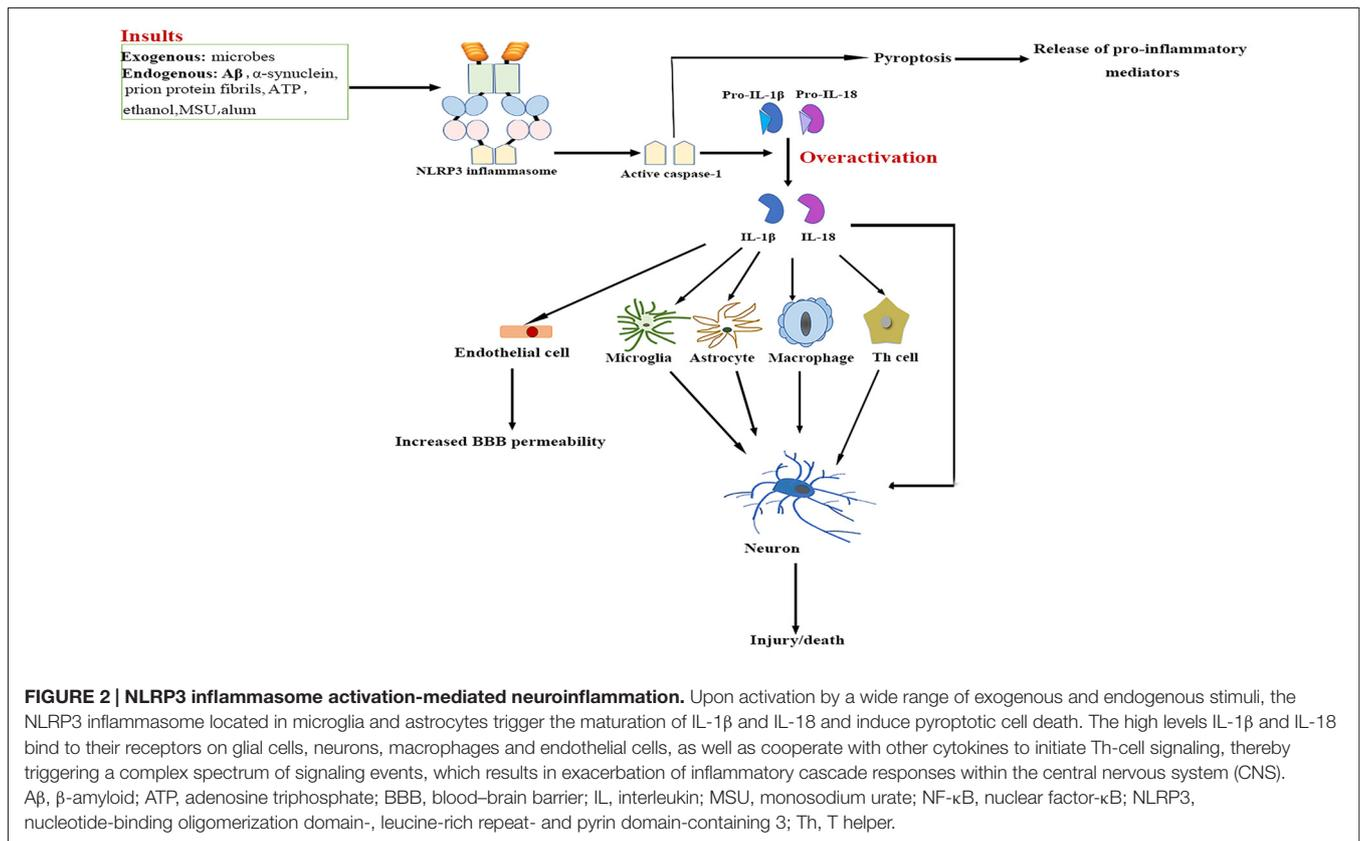 Insults
Exogenous: microbes
Endogenous: Aβ, α-synuclein,
prion protein fibrils, ATP,
ethanol,MSU,alum
NLRP3 inflammasome
Active caspase-1
Pyroptosis
Release of pro-inflammatory
mediators
Pro-IL-1β Pro-IL-18
Overactivation
IL-1β IL-18
Endothelial cell
Microglia
Astrocyte
Macrophage
Th cell
Increased BBB permeability
Neuron
Injury/death
FIGURE 2 | NLRP3 inflammasome activation-mediated neuroinflammation. Upon activation by a wide range of exogenous and endogenous stimuli, the
NLRP3 inflammasome located in microglia and astrocytes trigger the maturation of IL-1β and IL-18 and induce pyroptotic cell death. The high levels IL-1β and IL-18
bind to their receptors on glial cells, neurons, macrophages and endothelial cells, as well as cooperate with other cytokines to initiate Th-cell signaling, thereby
triggering a complex spectrum of signaling events, which results in exacerbation of inflammatory cascade responses within the central nervous system (CNS).
Aβ, β-amyloid; ATP, adenosine triphosphate; BBB, blood–brain barrier; IL, interleukin; MSU, monosodium urate; NF-κB, nuclear factor-κB; NLRP3,
nucleotide-binding oligomerization domain-, leucine-rich repeat- and pyrin domain-containing 3; Th, T helper.